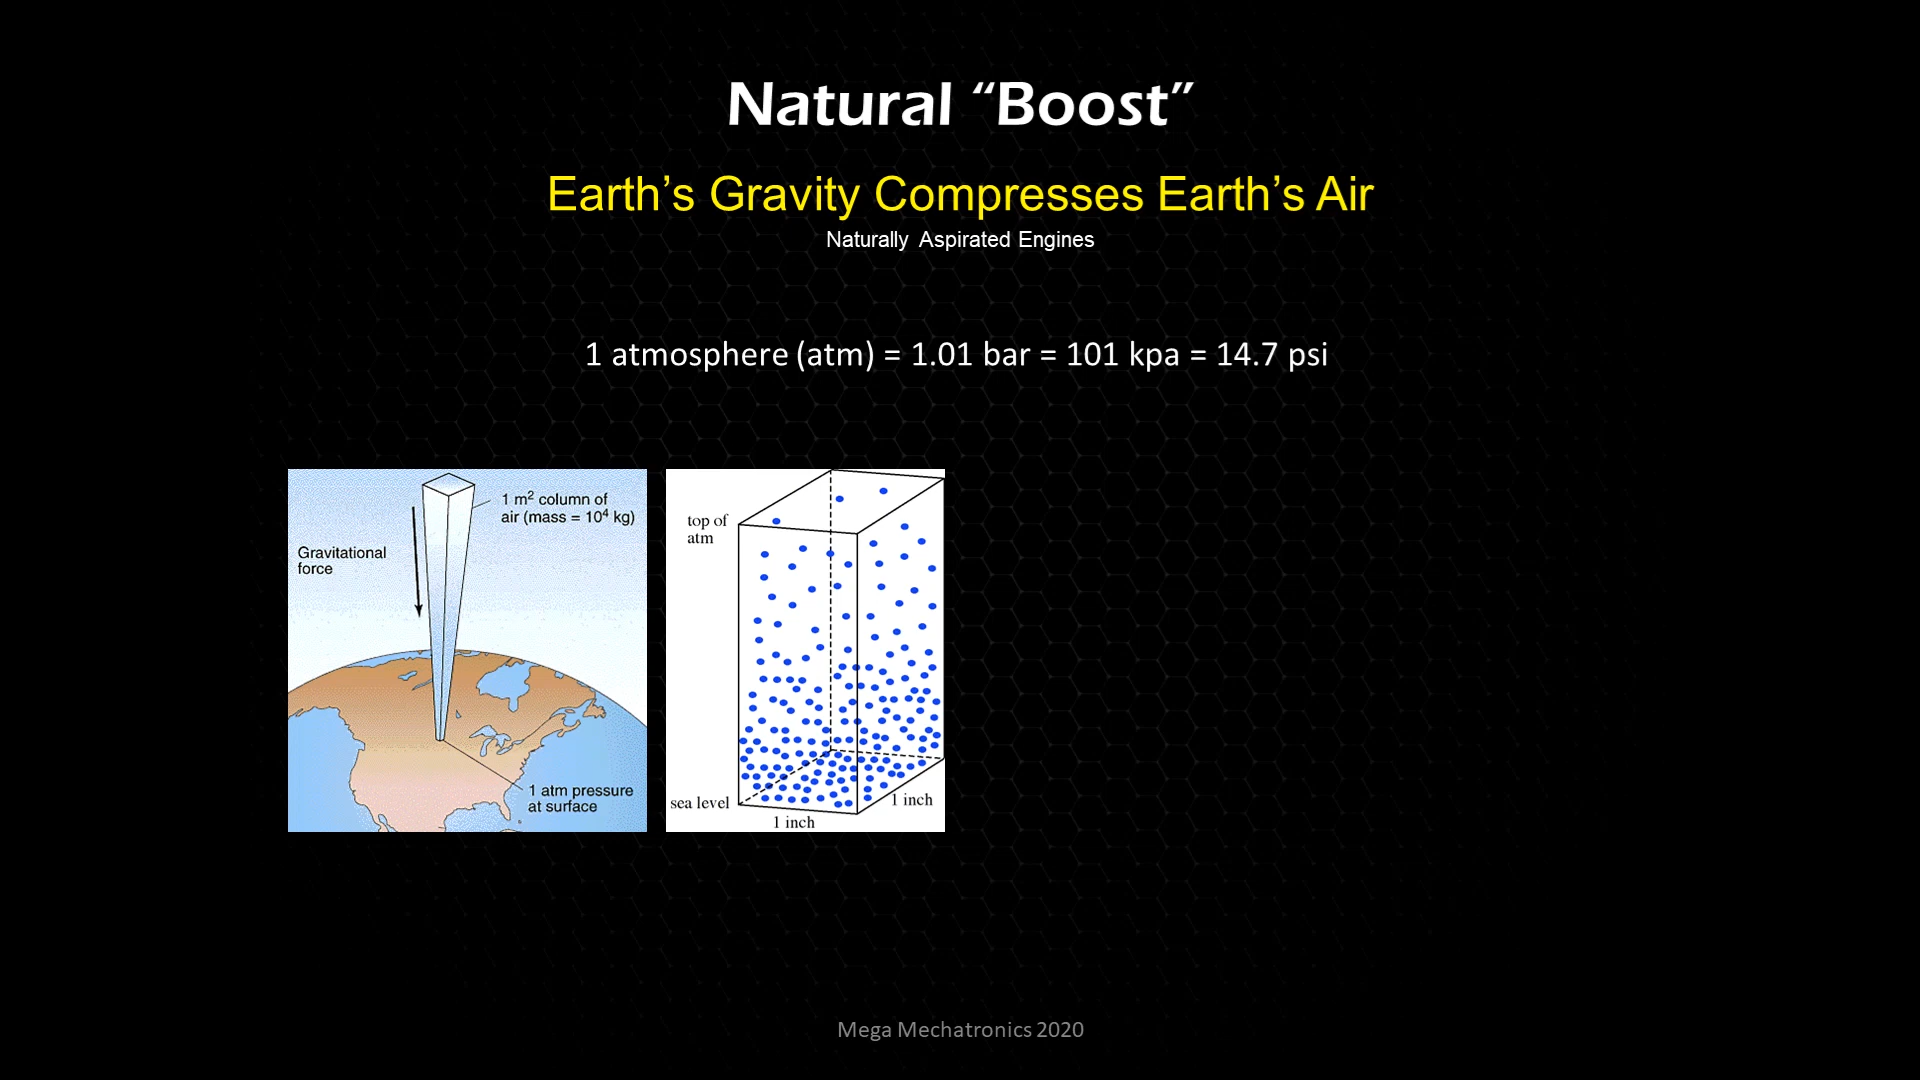 Natural “Boost”
Earth’s Gravity Compresses Earth’s Air
Naturally Aspirated Engines
1 atmosphere (atm) = 1.01 bar = 101 kpa = 14.7 psi
1 m² column of
air (mass = 10⁴ kg)
Gravitational
force
1 atm pressure
at surface
top of
atm
sea level
1 inch
1 inch
Mega Mechatronics 2020